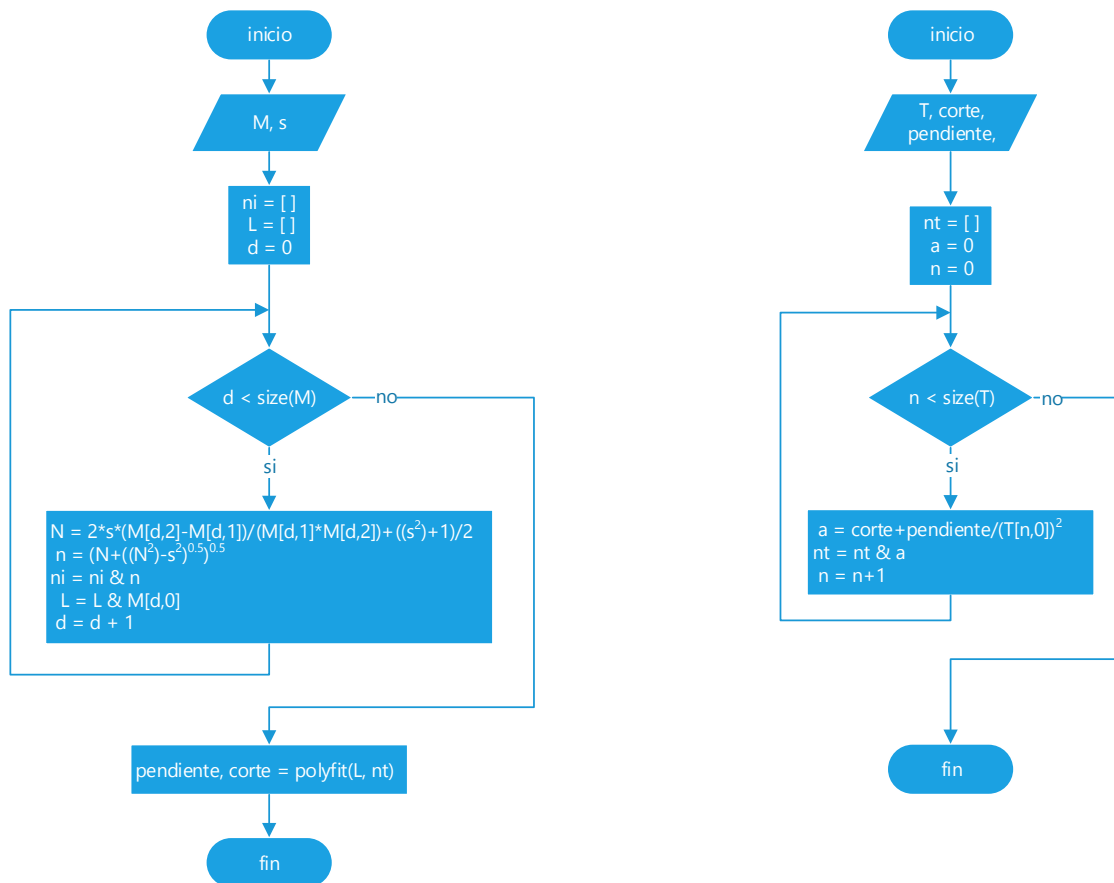 inicio
M, s
ni = [ ]
L = [ ]
d = 0
d < size(M)
no
si
N = 2*s*(M[d,2]-M[d,1])/(M[d,1]*M[d,2])+((s²)+1)/2
n = (N+((N²)-s²)^0.5)^0.5
ni = ni & n
L = L & M[d,0]
d = d + 1
pendiente, corte = polyfit(L, nt)
fin
inicio
T, corte,
pendiente,
nt = [ ]
a = 0
n = 0
n < size(T)
no
si
a = corte+pendiente/(T[n,0])²
nt = nt & a
n = n+1
fin